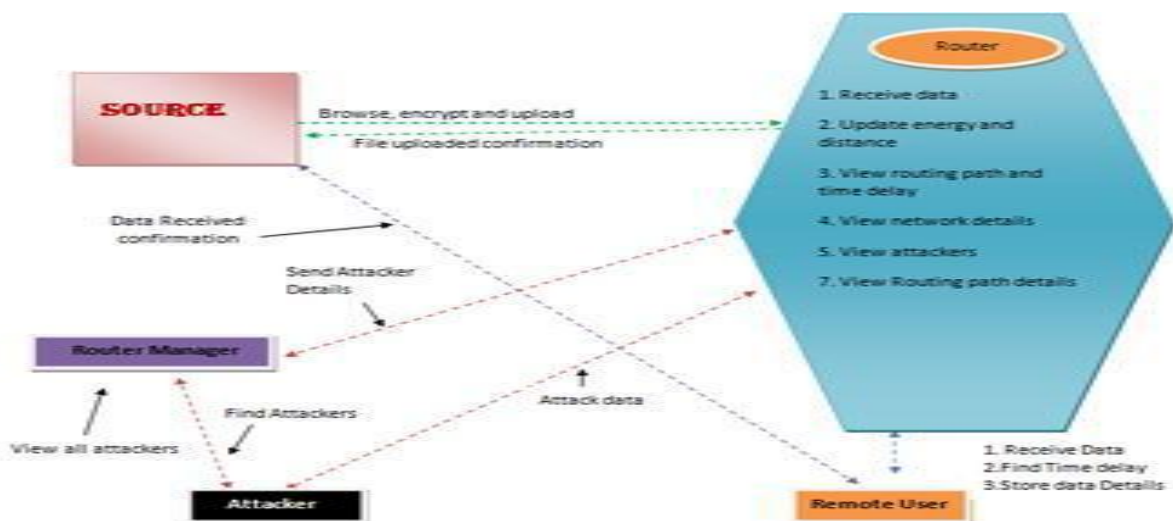 SOURCE
Browse, encrypt and upload
File uploaded confirmation
Router
1. Receive data
2. Update energy and
distance
3. View routing path and
time delay
4. View network details
5. View attackers
7. View Routing path details
Data Received
confirmation
Send Attacker
Details
Router Manager
Attack data
Find Attackers
View all attackers
Attacker
Remote User
1. Receive Data
2.Find Time delay
3.Store data Details